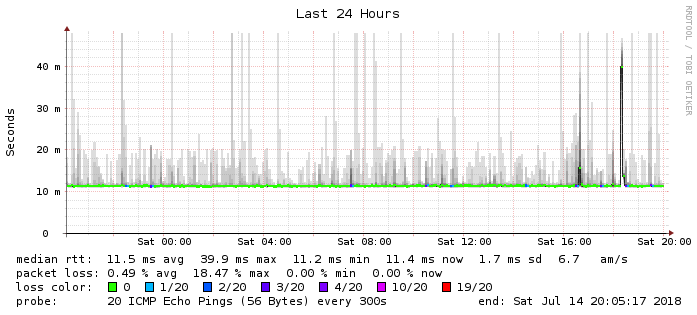 Last 24 Hours
RRDTOOL / TOBI OETIKER
Seconds
40 m
30 m
20 m
10 m
0
Sat 00:00 Sat 04:00 Sat 08:00 Sat 12:00 Sat 16:00 Sat 20:00
median rtt: 11.5 ms avg 39.9 ms max 11.2 ms min 11.4 ms now 1.7 ms sd 6.7 am/s
packet loss: 0.49 % avg 18.47 % max 0.00 % min 0.00 % now
loss color: 0 1/20 2/20 3/20 4/20 10/20 19/20
probe: 20 ICMP Echo Pings (56 Bytes) every 300s end: Sat Jul 14 20:05:17 2018